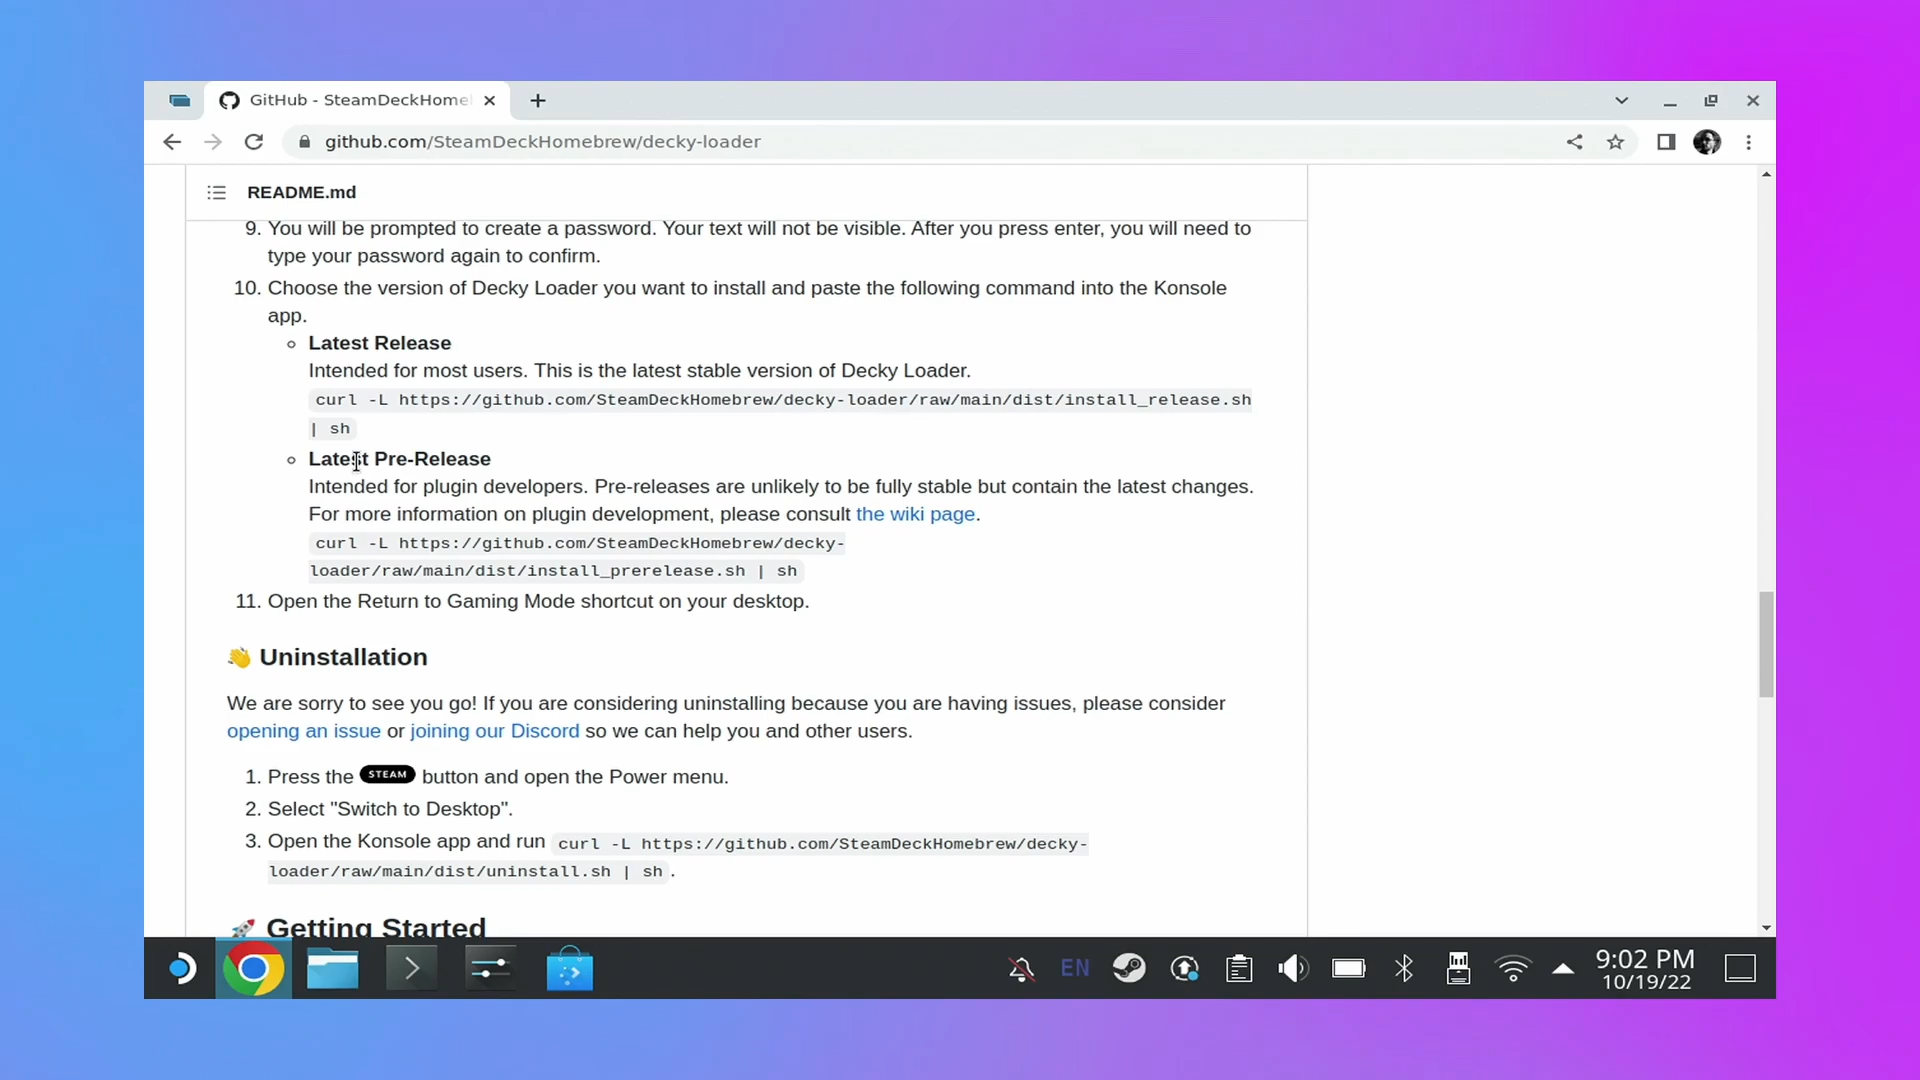 GitHub - SteamDeckHome
github.com/SteamDeckHomebrew/decky-loader
README.md
9. You will be prompted to create a password. Your text will not be visible. After you press enter, you will need to
type your password again to confirm.
10. Choose the version of Decky Loader you want to install and paste the following command into the Konsole
app.
Latest Release
Intended for most users. This is the latest stable version of Decky Loader.
curl -L https://github.com/SteamDeckHomebrew/decky-loader/raw/main/dist/install_release.sh
| sh
Latest Pre-Release
Intended for plugin developers. Pre-releases are unlikely to be fully stable but contain the latest changes.
For more information on plugin development, please consult the wiki page.
curl -L https://github.com/SteamDeckHomebrew/decky-
loader/raw/main/dist/install_prerelease.sh | sh
11. Open the Return to Gaming Mode shortcut on your desktop.
👋 Uninstallation
We are sorry to see you go! If you are considering uninstalling because you are having issues, please consider
opening an issue or joining our Discord so we can help you and other users.
1. Press the STEAM button and open the Power menu.
2. Select "Switch to Desktop".
3. Open the Konsole app and run curl -L https://github.com/SteamDeckHomebrew/decky-
loader/raw/main/dist/uninstall.sh | sh .
🚀 Getting Started
EN
9:02 PM
10/19/22